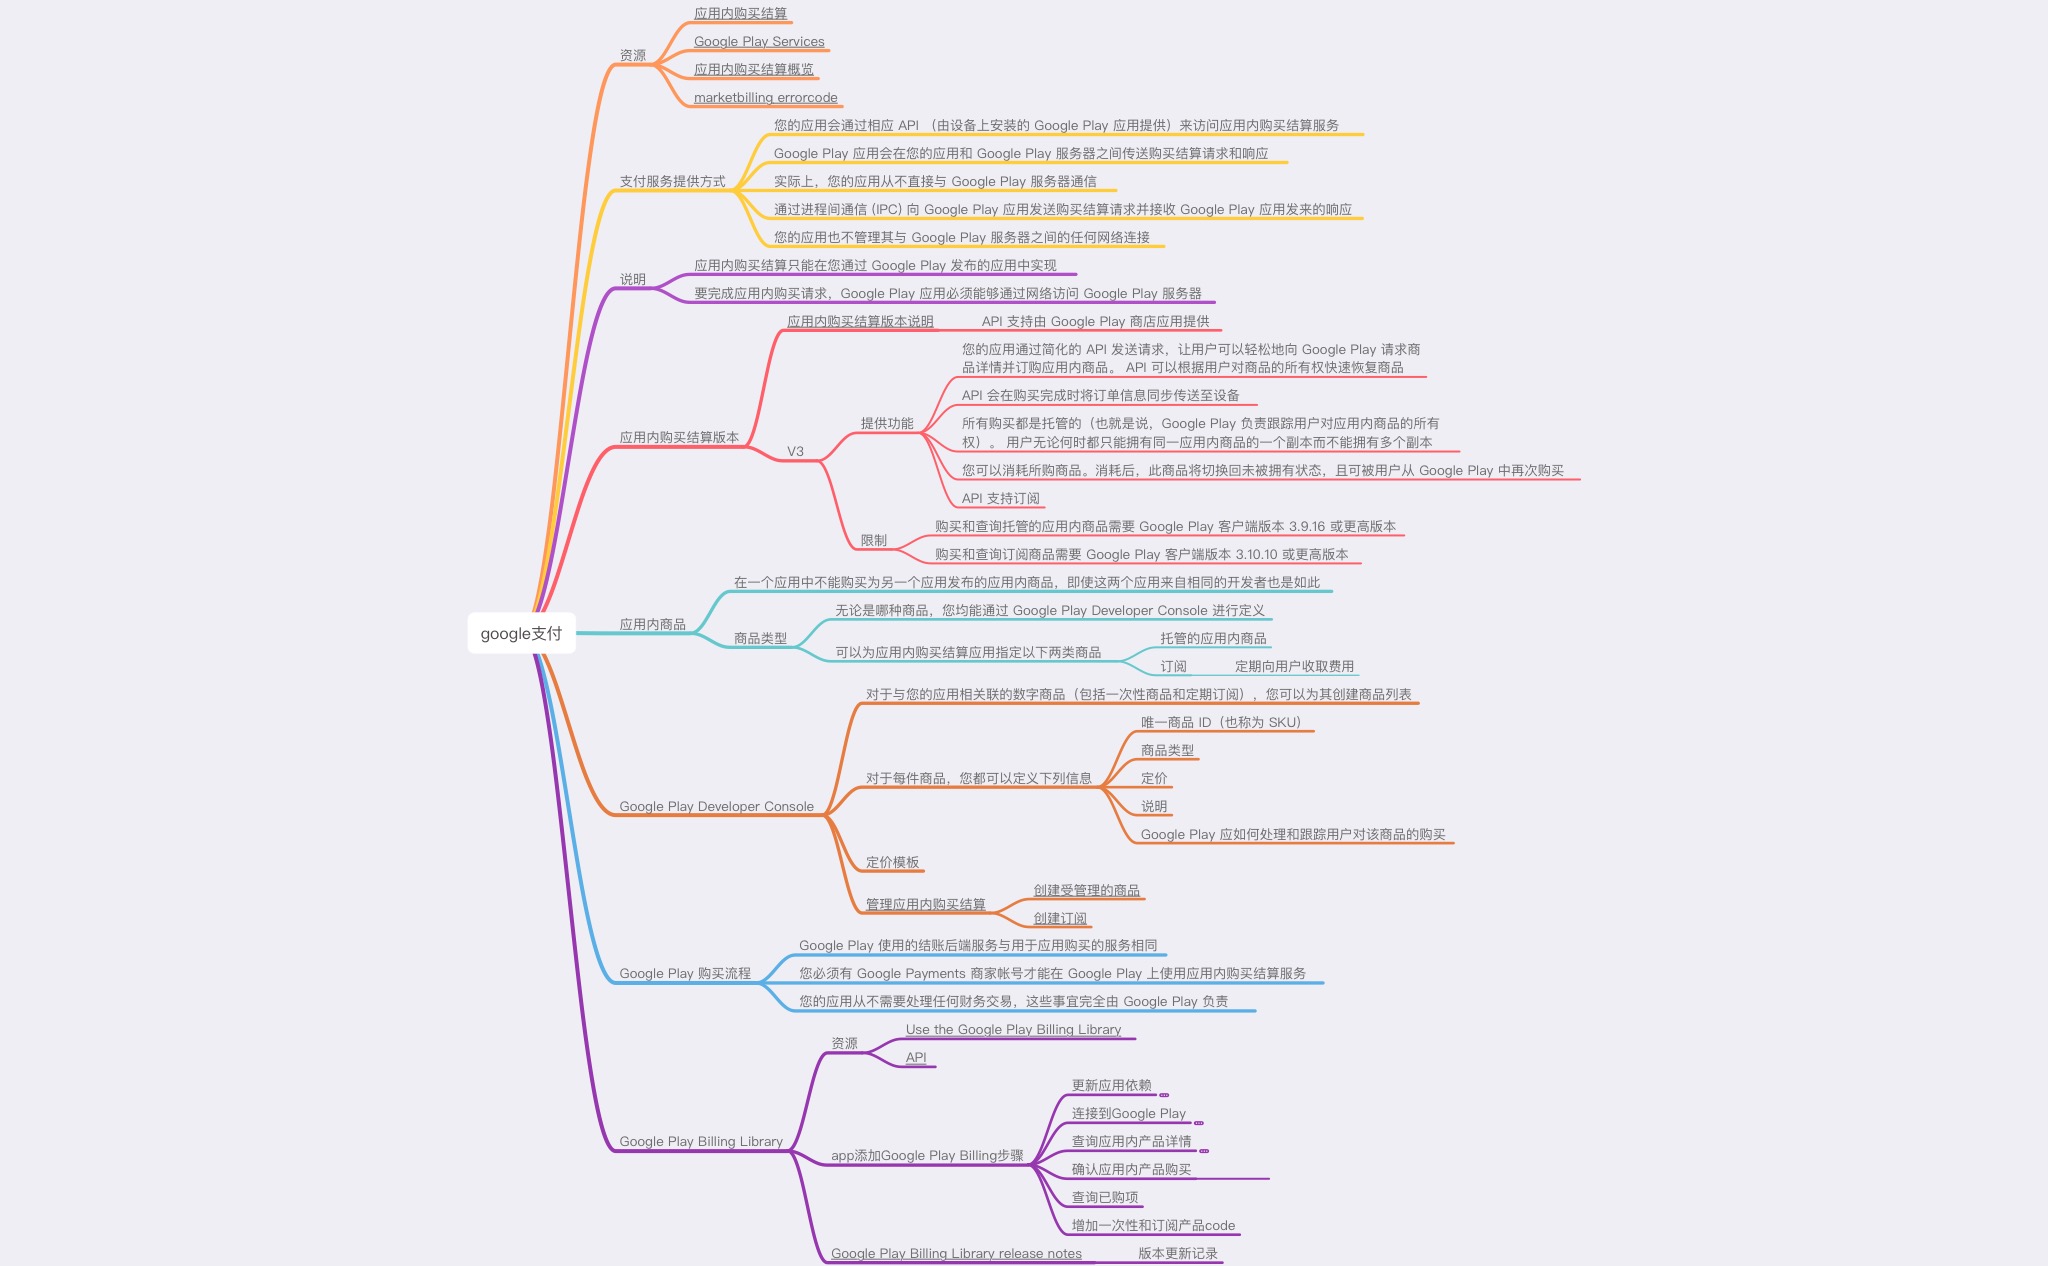 应用内购买结算
Google Play Services
资源
应用内购买结算概览
marketbilling errorcode
您的应用会通过相应 API （由设备上安装的 Google Play 应用提供）来访问应用内购买结算服务
Google Play 应用会在您的应用和 Google Play 服务器之间传送购买结算请求和响应
支付服务提供方式
实际上，您的应用从不直接与 Google Play 服务器通信
通过进程间通信 (IPC) 向 Google Play 应用发送购买结算请求并接收 Google Play 应用发来的响应
您的应用也不管理其与 Google Play 服务器之间的任何网络连接
应用内购买结算只能在您通过 Google Play 发布的应用中实现
说明
要完成应用内购买请求，Google Play 应用必须能够通过网络访问 Google Play 服务器
应用内购买结算版本说明
API 支持由 Google Play 商店应用提供
您的应用通过简化的 API 发送请求，让用户可以轻松地向 Google Play 请求商
品详情并订购应用内商品。 API 可以根据用户对商品的所有权快速恢复商品
API 会在购买完成时将订单信息同步传送至设备
提供功能
所有购买都是托管的（也就是说，Google Play 负责跟踪用户对应用内商品的所有
权）。 用户无论何时都只能拥有同一应用内商品的一个副本而不能拥有多个副本
应用内购买结算版本
V3
您可以消耗所购商品。消耗后，此商品将切换回未被拥有状态，且可被用户从 Google Play 中再次购买
API 支持订阅
购买和查询托管的应用内商品需要 Google Play 客户端版本 3.9.16 或更高版本
限制
购买和查询订阅商品需要 Google Play 客户端版本 3.10.10 或更高版本
在一个应用中不能购买为另一个应用发布的应用内商品，即使这两个应用来自相同的开发者也是如此
google支付
应用内商品
无论是哪种商品，您均能通过 Google Play Developer Console 进行定义
商品类型
可以为应用内购买结算应用指定以下两类商品
托管的应用内商品
订阅
定期向用户收取费用
对于与您的应用相关联的数字商品（包括一次性商品和定期订阅），您可以为其创建商品列表
唯一商品 ID（也称为 SKU）
商品类型
对于每件商品，您都可以定义下列信息
定价
说明
Google Play Developer Console
Google Play 应如何处理和跟踪用户对该商品的购买
定价模板
管理应用内购买结算
创建受管理的商品
创建订阅
Google Play 使用的结账后端服务与用于应用购买的服务相同
Google Play 购买流程
您必须有 Google Payments 商家帐号才能在 Google Play 上使用应用内购买结算服务
您的应用从不需要处理任何财务交易，这些事宜完全由 Google Play 负责
Use the Google Play Billing Library
资源
API
更新应用依赖
连接到Google Play
查询应用内产品详情
Google Play Billing Library
app添加Google Play Billing步骤
确认应用内产品购买
查询已购项
增加一次性和订阅产品code
Google Play Billing Library release notes
版本更新记录